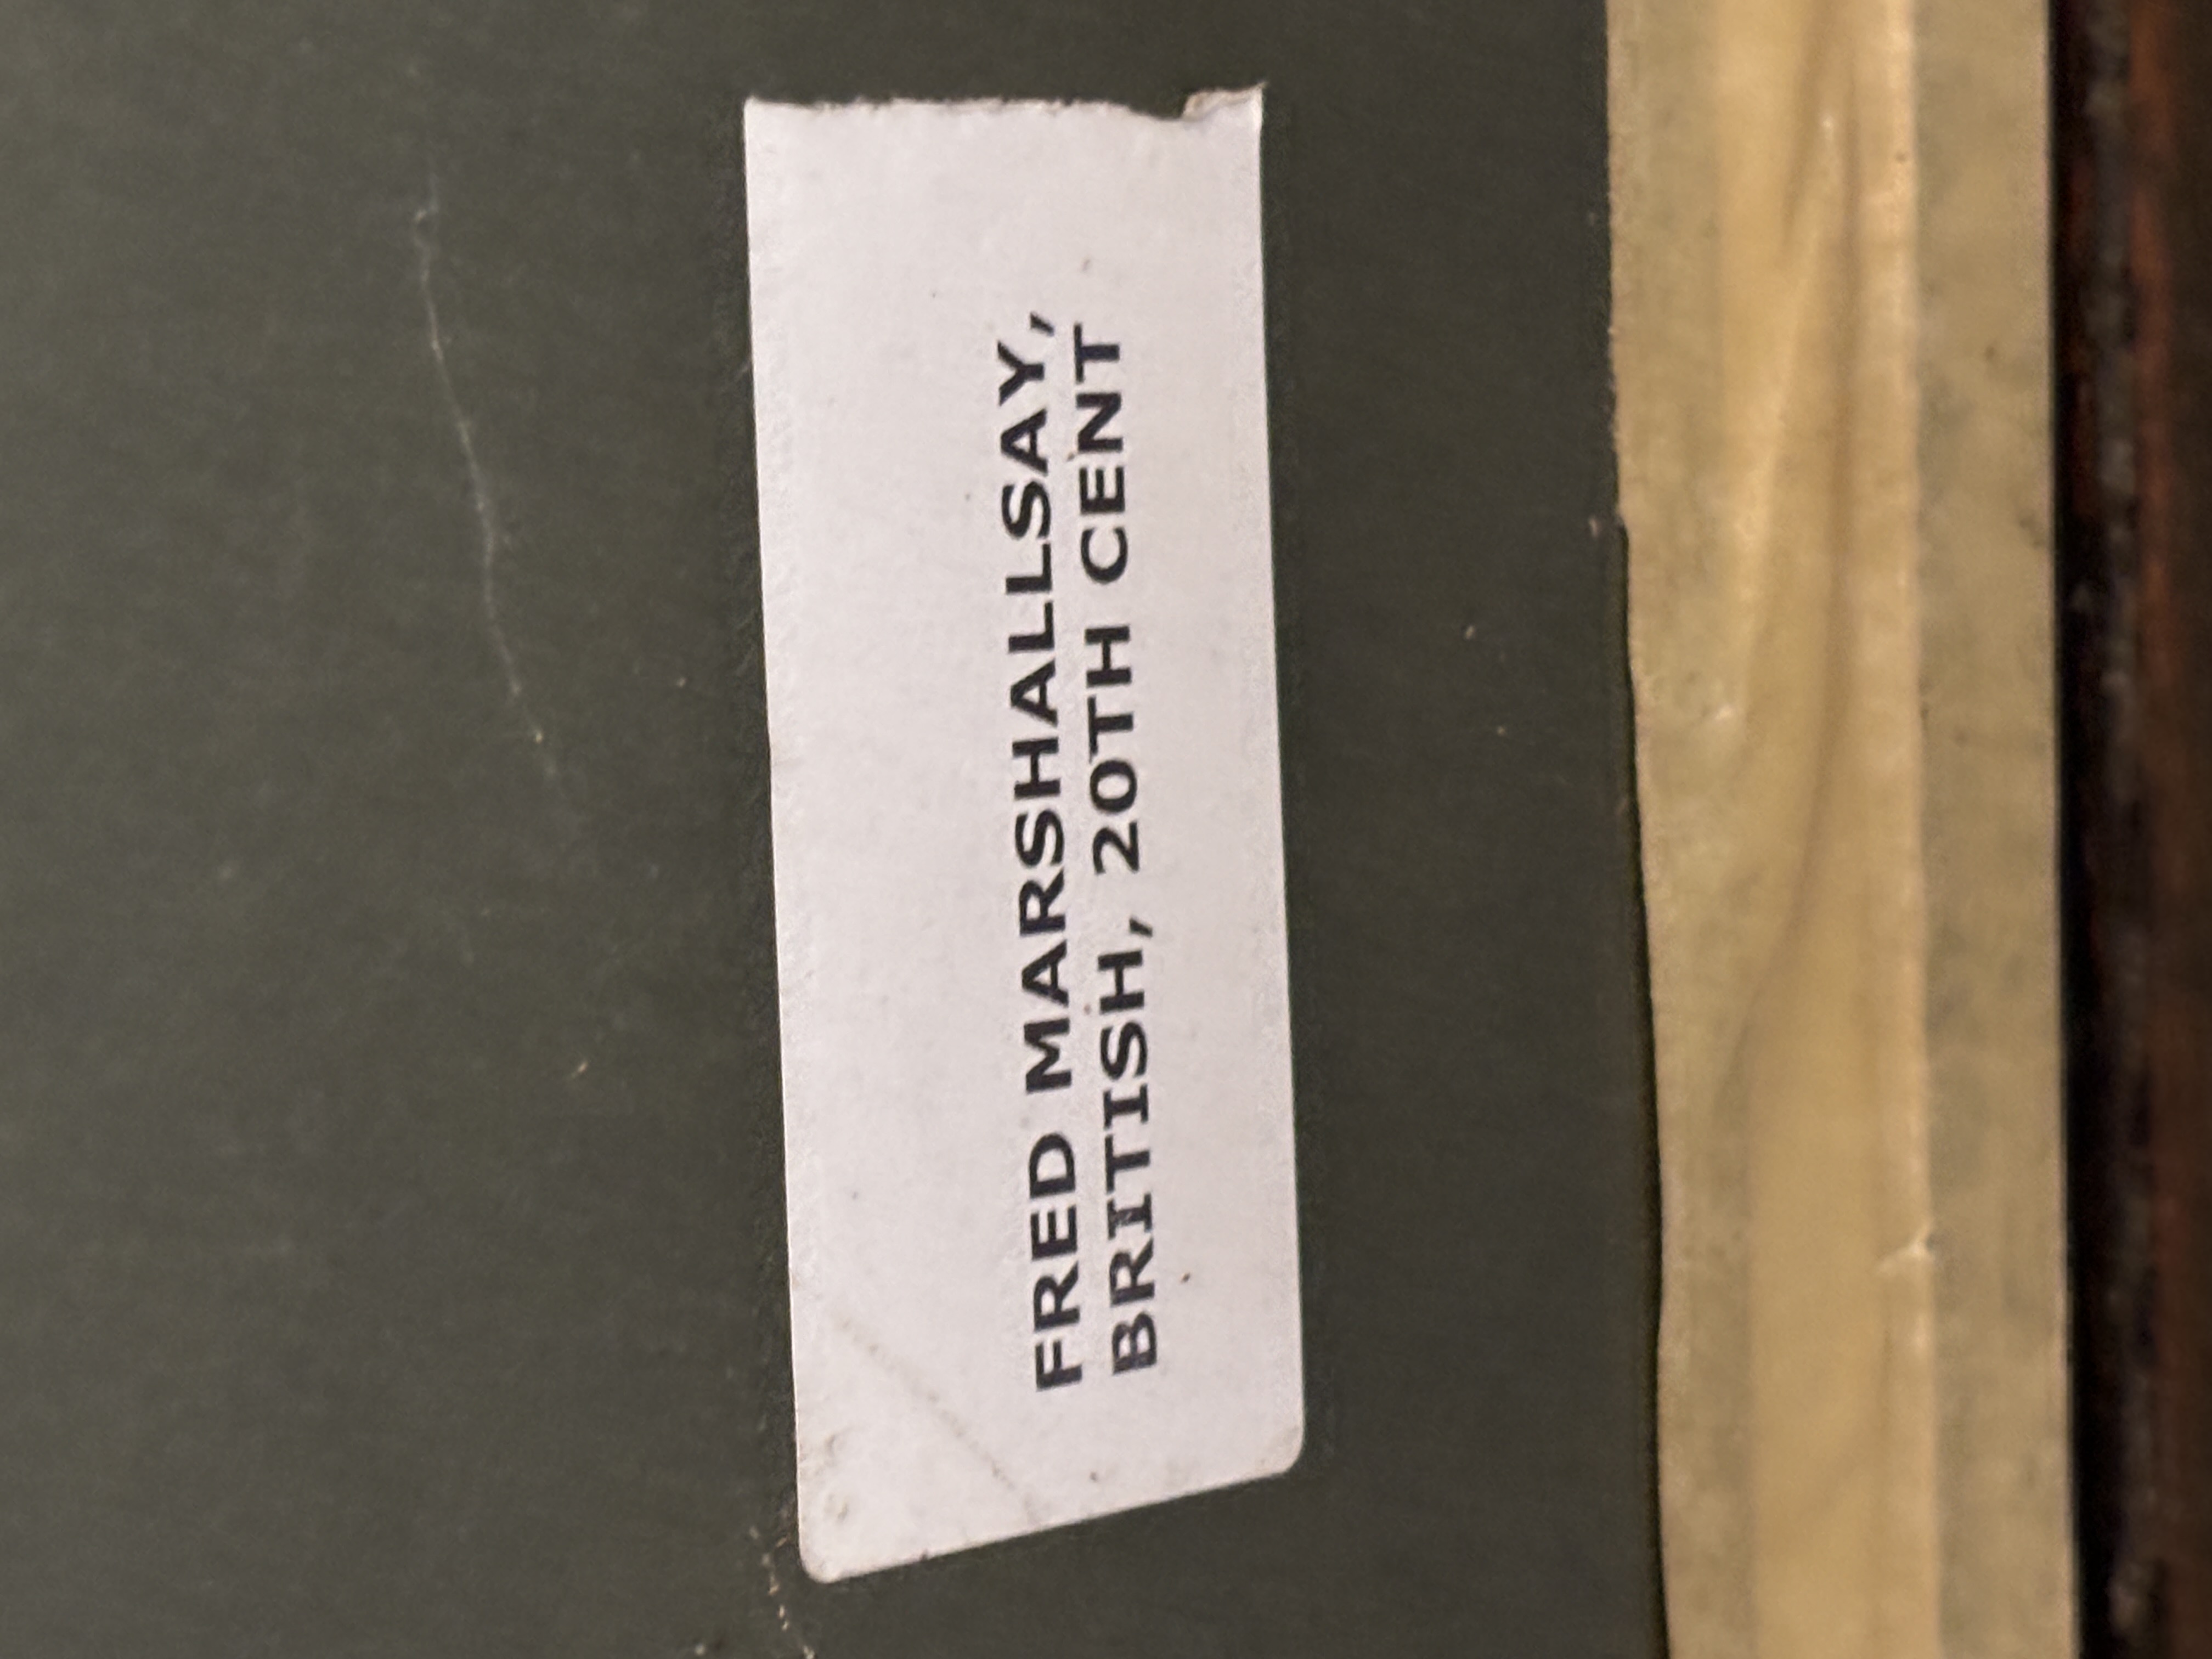 FRED MARSHALLSAY,
BRITISH, 20TH CENT